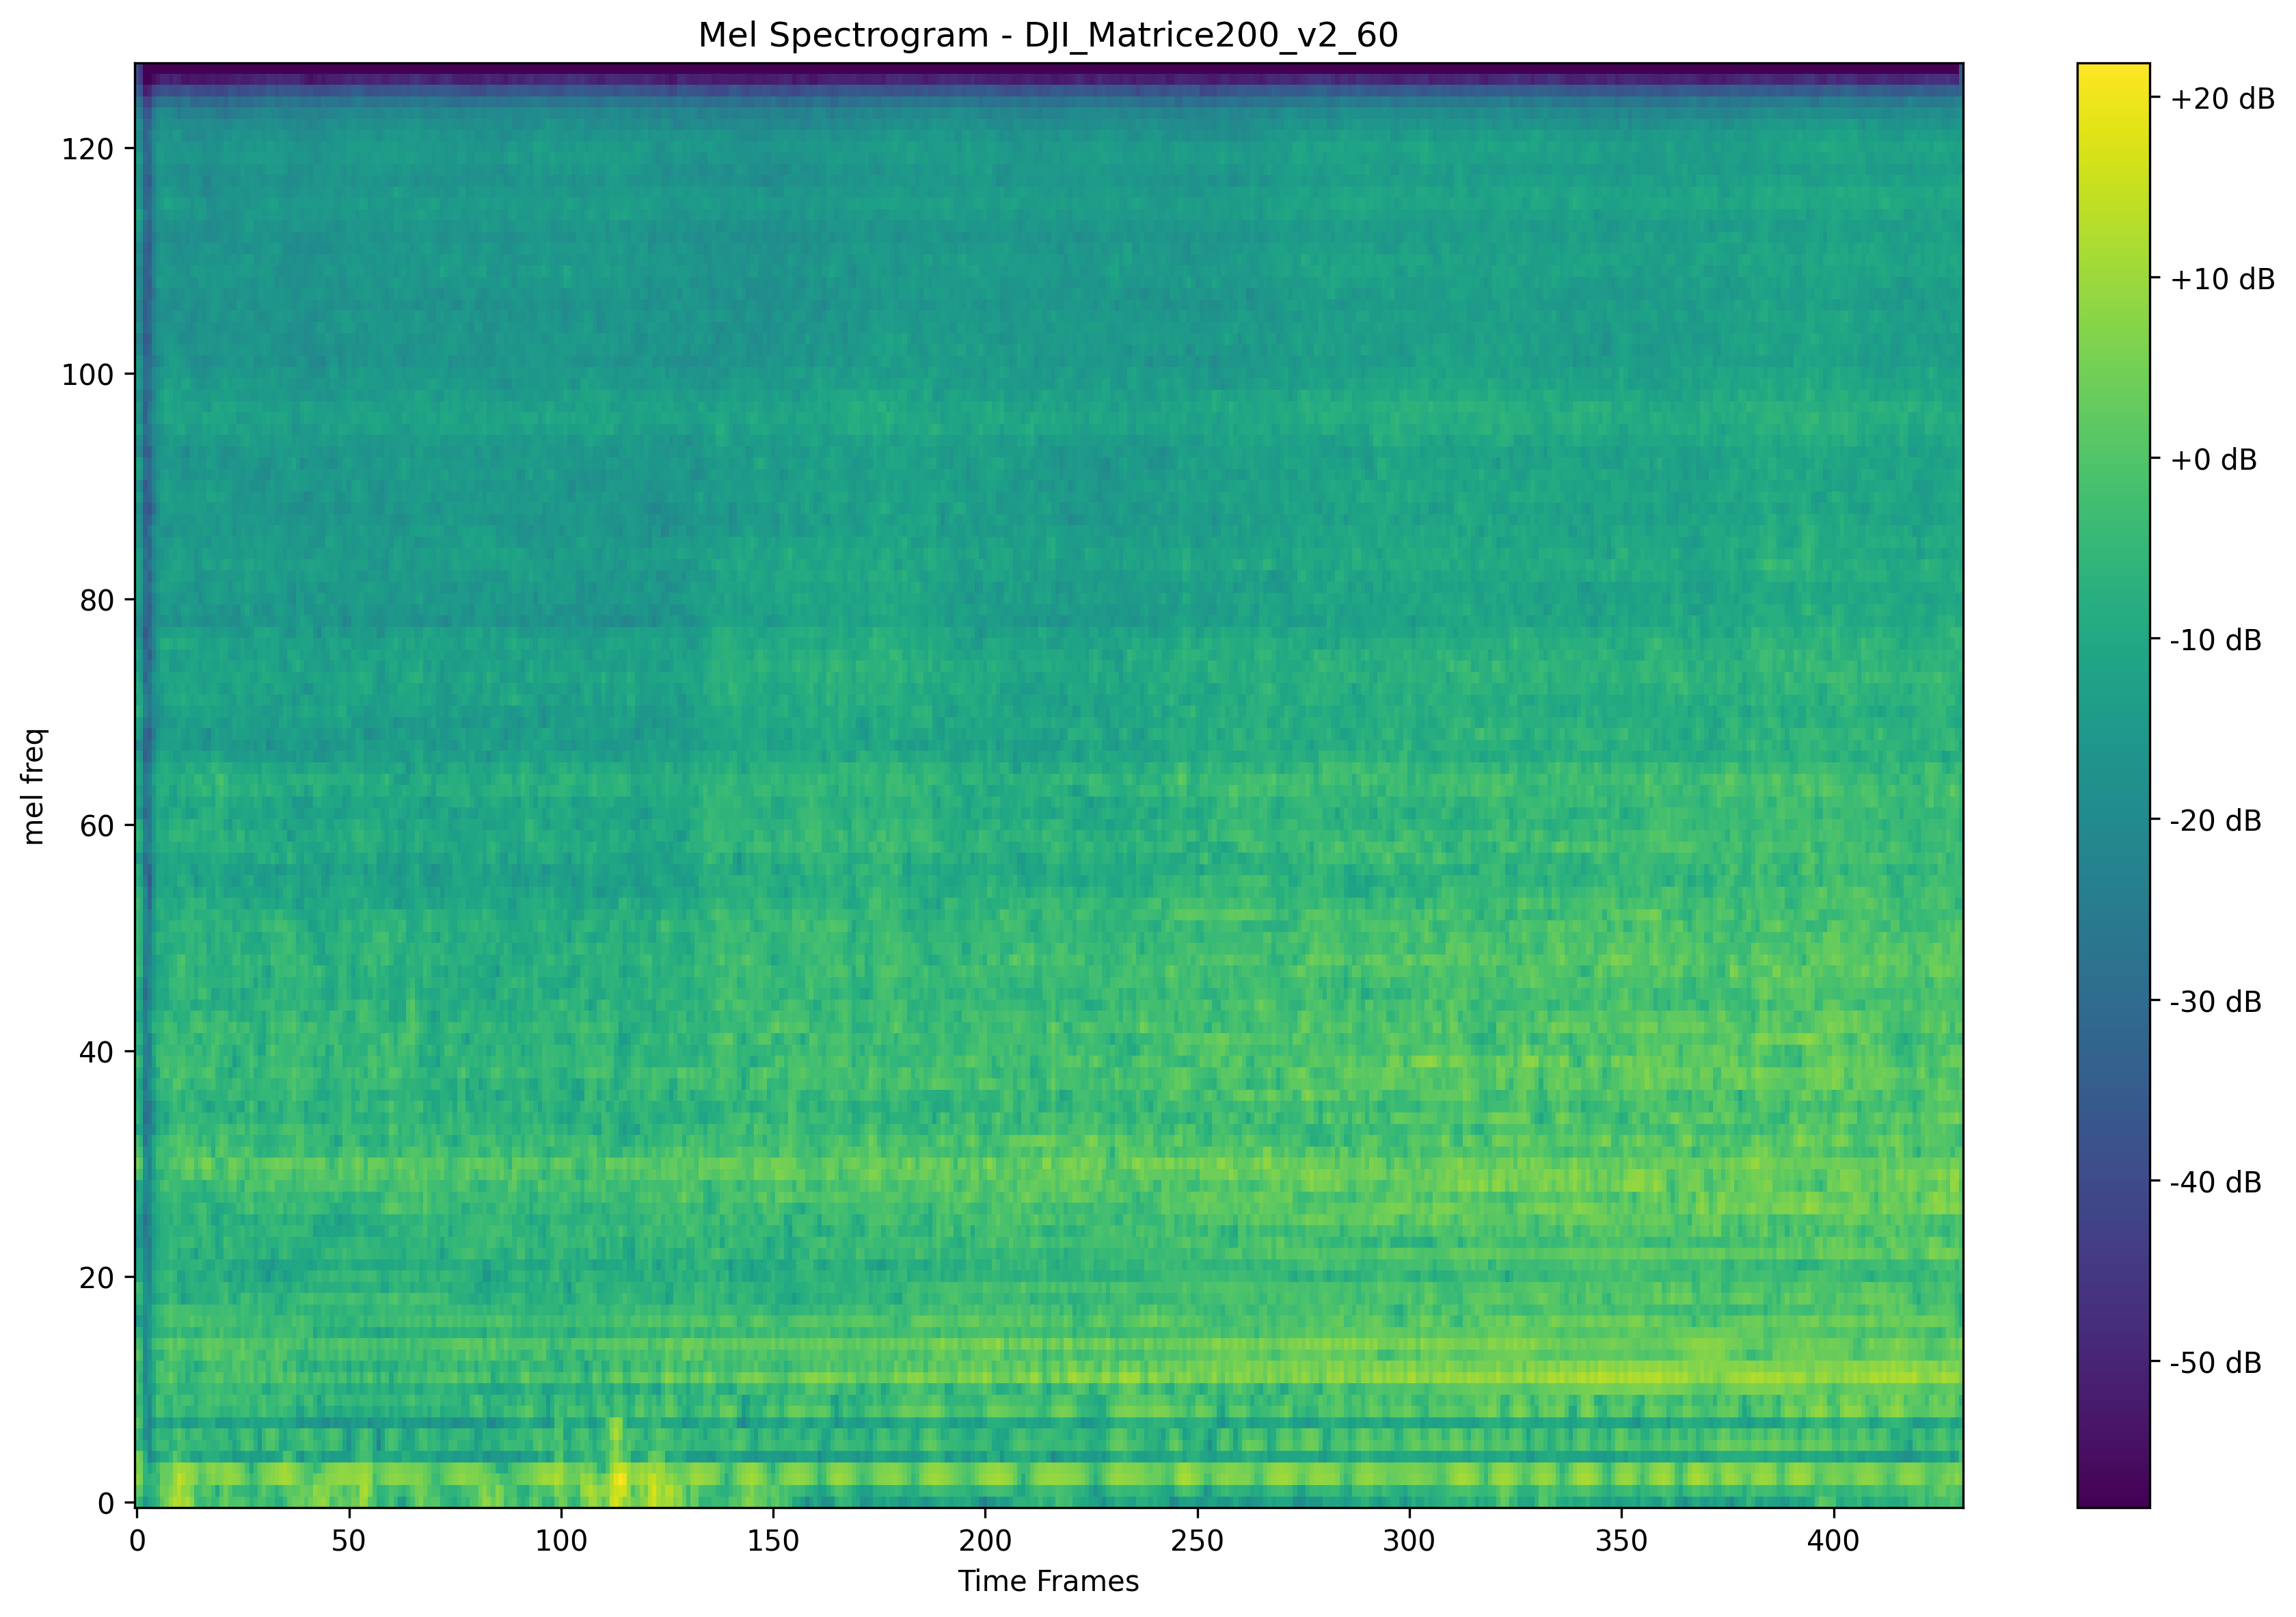 Mel Spectrogram - DJI_Matrice200_v2_60
mel freq
120
100
80
60
40
20
0
0 50 100 150 200 250 300 350 400
Time Frames
+20 dB
+10 dB
+0 dB
-10 dB
-20 dB
-30 dB
-40 dB
-50 dB